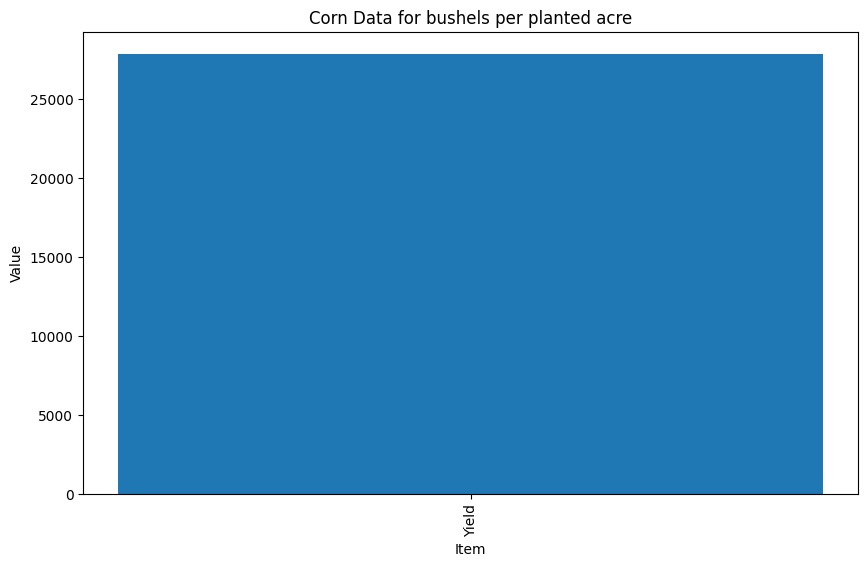 Corn Data for bushels per planted acre
Value
25000
20000
15000
10000
5000
0
Yield
Item